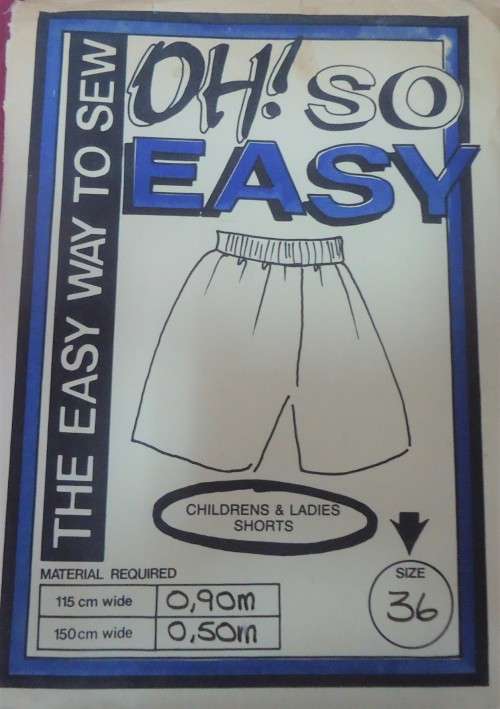 THE EASY WAY TO SEW
OH! SO
EASY
CHILDRENS & LADIES
SHORTS
MATERIAL REQUIRED
115 cm wide 0,90m
150 cm wide 0,50m
SIZE
36